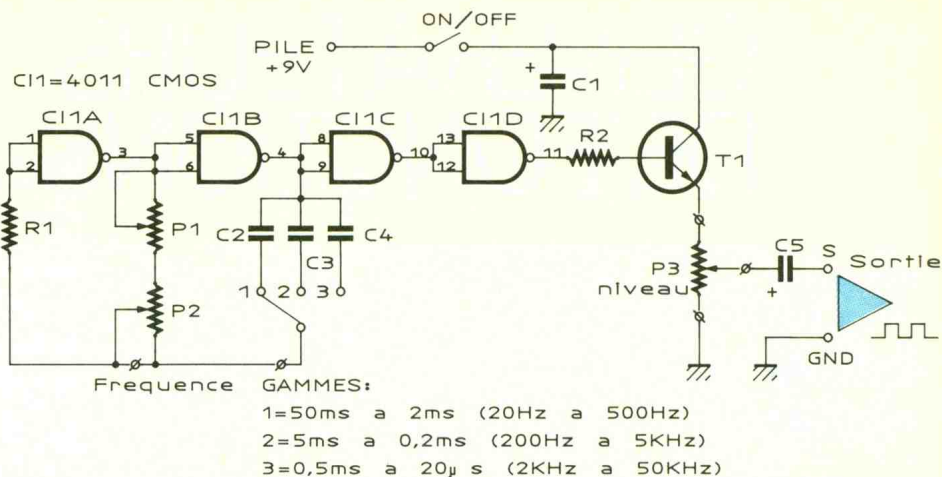 ON/OFF
PILE
+9V
+
C1
CI1=4011 CMOS
CI1A
CI1B
CI1C
CI1D
1
2
3
5
6
4
8
9
10
13
12
11
R2
T1
R1
P1
P2
C2
C3
C4
1
2
3
P3
niveau
C5
+
S
Sortie
GND
Frequence
GAMMES:
1=50ms a 2ms (20Hz a 500Hz)
2=5ms a 0,2ms (200Hz a 5KHz)
3=0,5ms a 20µs (2KHz a 50KHz)